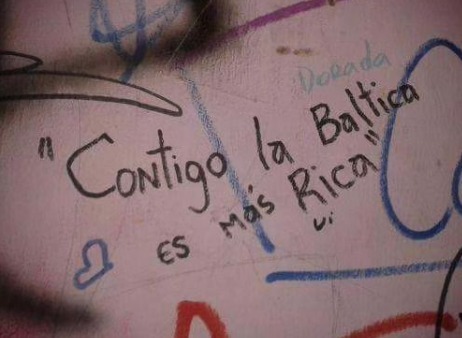 Dorada
"Contigo la Baltica
es más Rica"